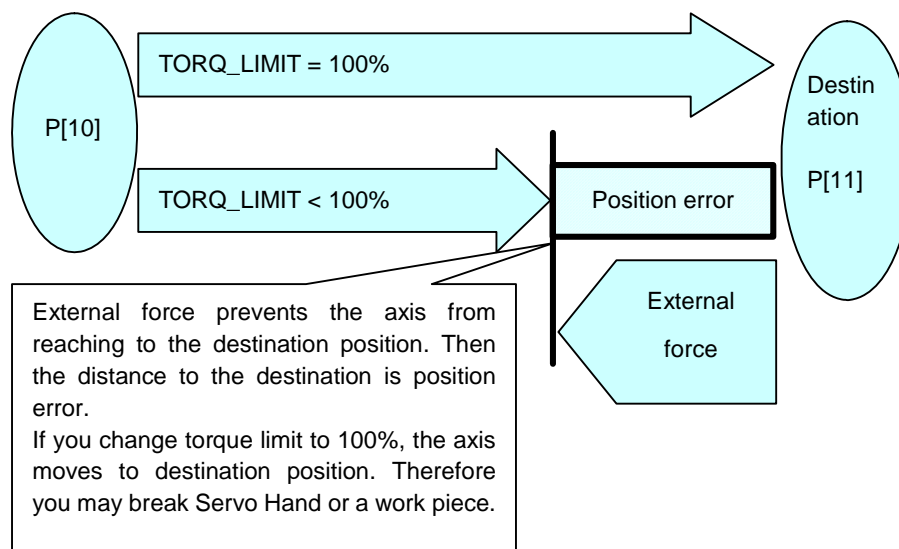 TORQ_LIMIT = 100%
P[10]
Destin
ation
P[11]
TORQ_LIMIT < 100%
Position error
External
force
External force prevents the axis from
reaching to the destination position. Then
the distance to the destination is position
error.
If you change torque limit to 100%, the axis
moves to destination position. Therefore
you may break Servo Hand or a work piece.